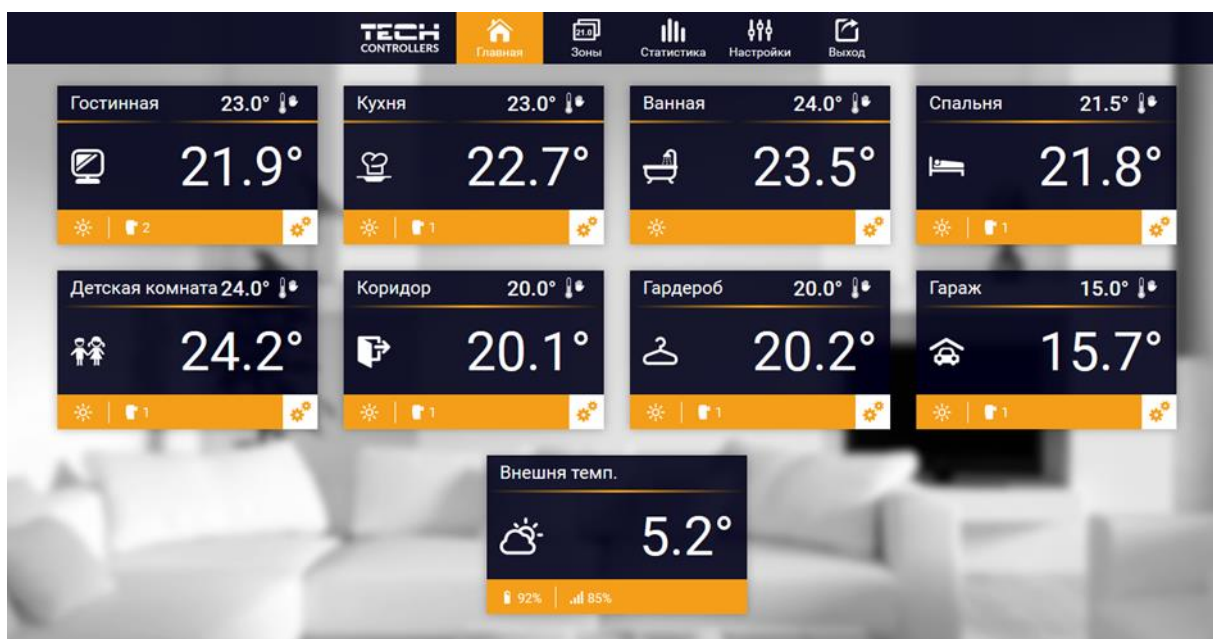 TECH
CONTROLLERS
Главная
21.0
Зоны
Статистика
Настройки
Выход
Гостинная 23.0°
21.9°
2
Кухня 23.0°
22.7°
1
Ванная 24.0°
23.5°
Спальня 21.5°
21.8°
1
Детская комната 24.0°
24.2°
1
Коридор 20.0°
20.1°
1
Гардероб 20.0°
20.2°
1
Гараж 15.0°
15.7°
1
Внешня темп.
5.2°
92% 85%